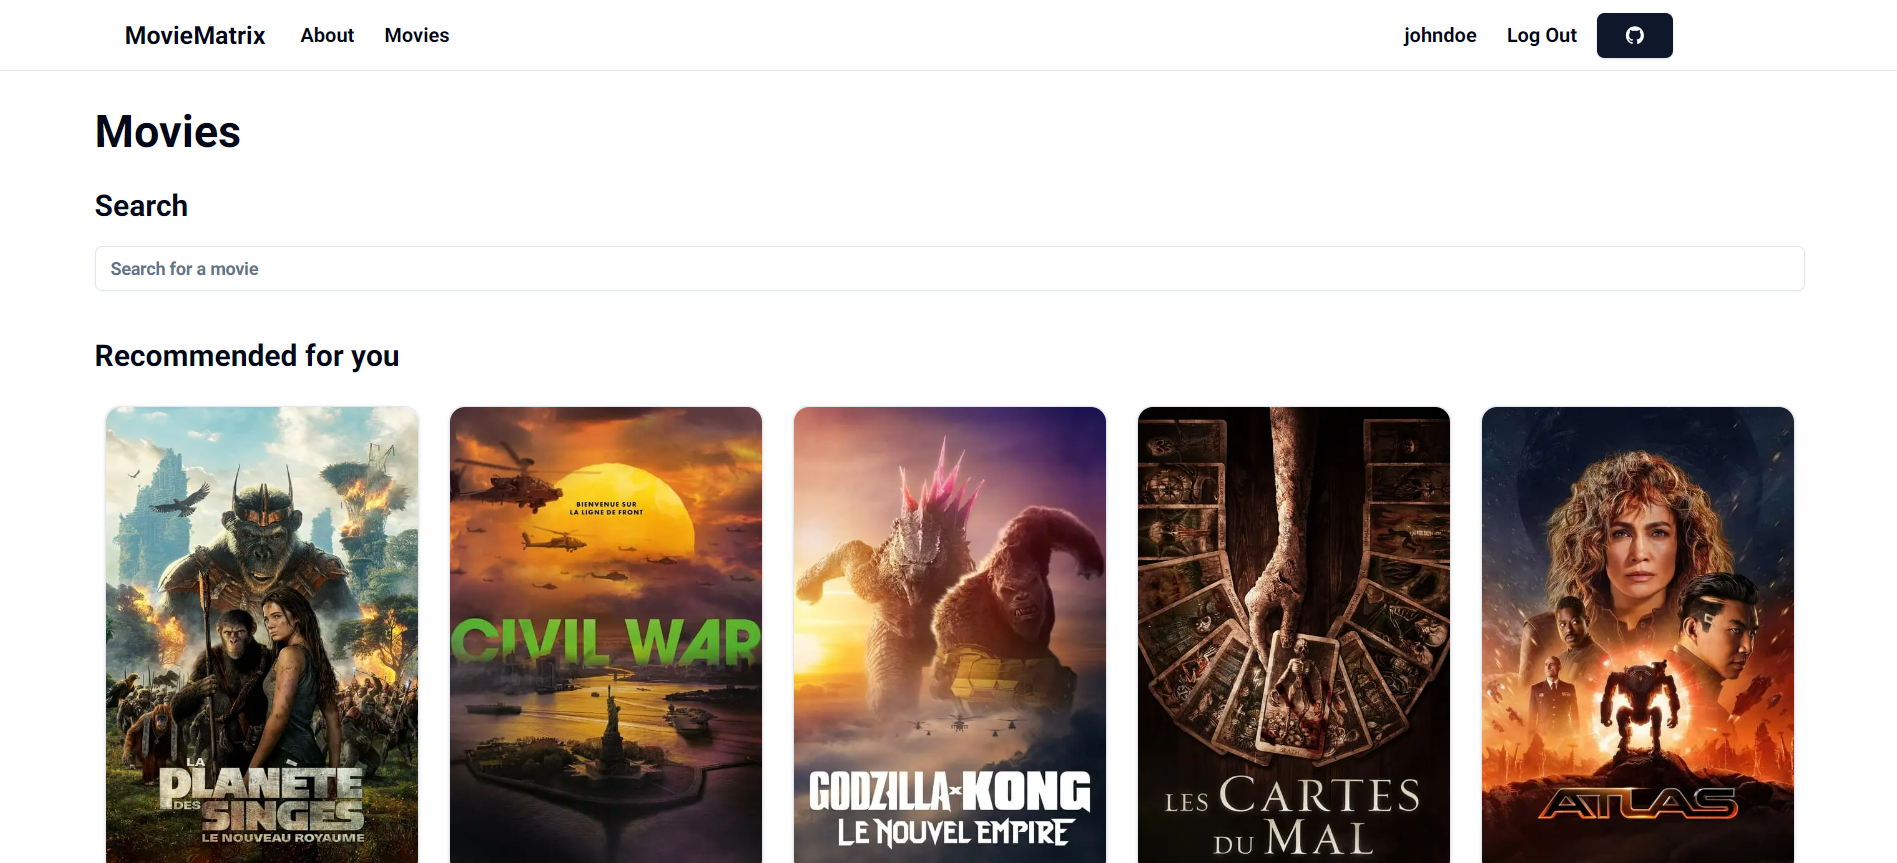 MovieMatrix About Movies johndoe Log Out
Movies
Search
Search for a movie
Recommended for you
LA
PLANÈTE
DES SINGES
LE NOUVEAU ROYAUME
BIENVENUE SUR
LA LIGNE DE FRONT
CIVIL WAR
GODZILLA x KONG
LE NOUVEL EMPIRE
LES CARTES
DU MAL
DEATH
ATLAS